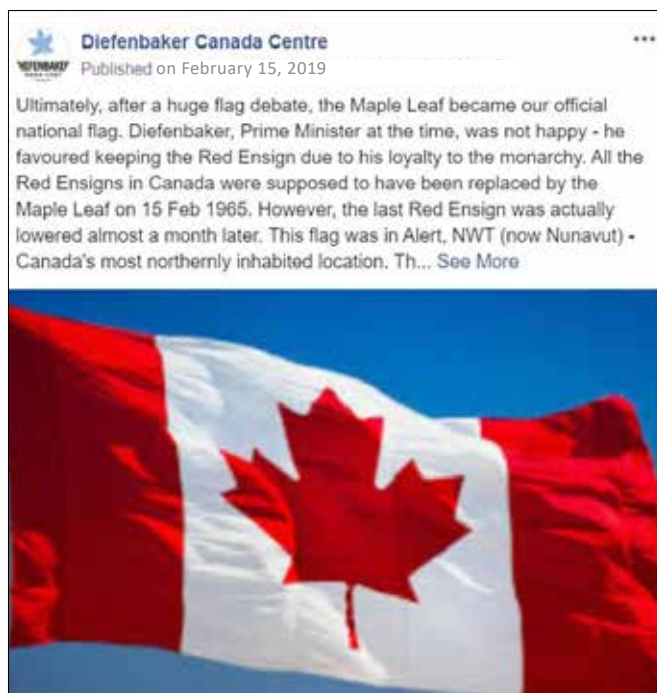 Diefenbaker Canada Centre
Published on February 15, 2019
Ultimately, after a huge flag debate, the Maple Leaf became our official
national flag. Diefenbaker, Prime Minister at the time, was not happy - he
favoured keeping the Red Ensign due to his loyalty to the monarchy. All the
Red Ensigns in Canada were supposed to have been replaced by the
Maple Leaf on 15 Feb 1965. However, the last Red Ensign was actually
lowered almost a month later. This flag was in Alert, NWT (now Nunavut) -
Canada's most northernly inhabited location. Th... See More